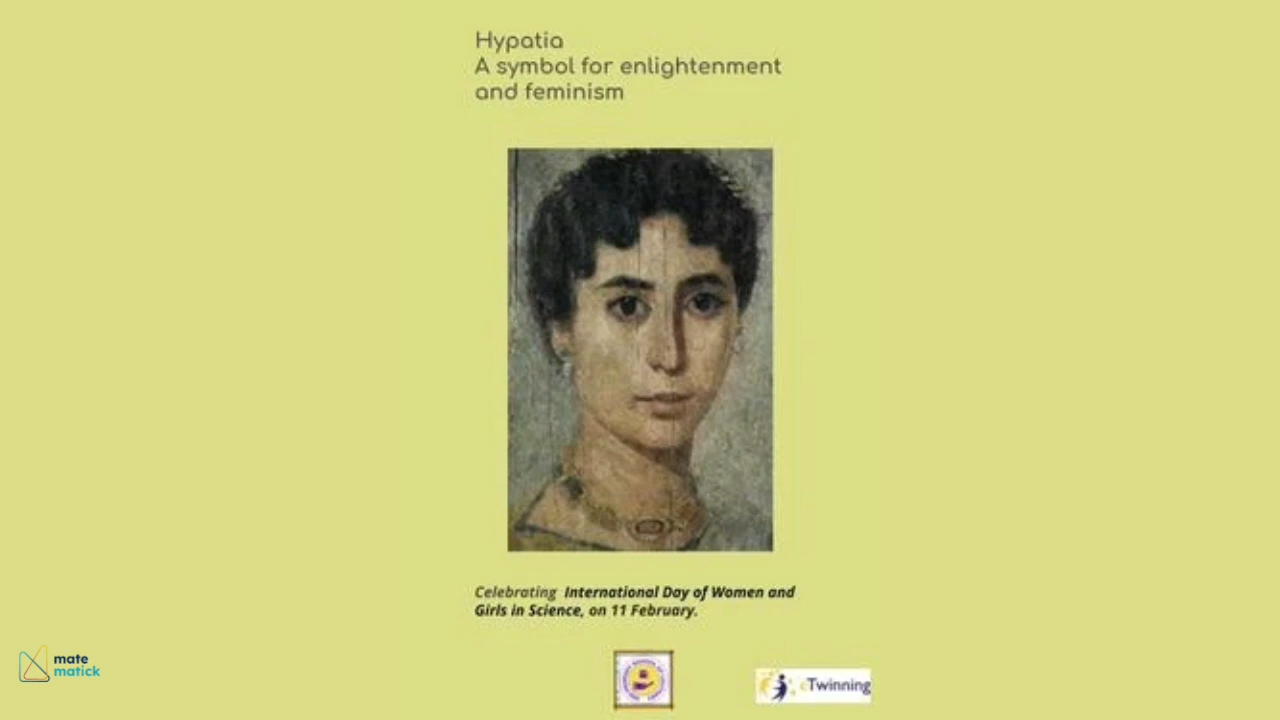 Hypatia
A symbol for enlightenment
and feminism
Celebrating International Day of Women and
Girls in Science, on 11 February.
mate
matick
eTwinning